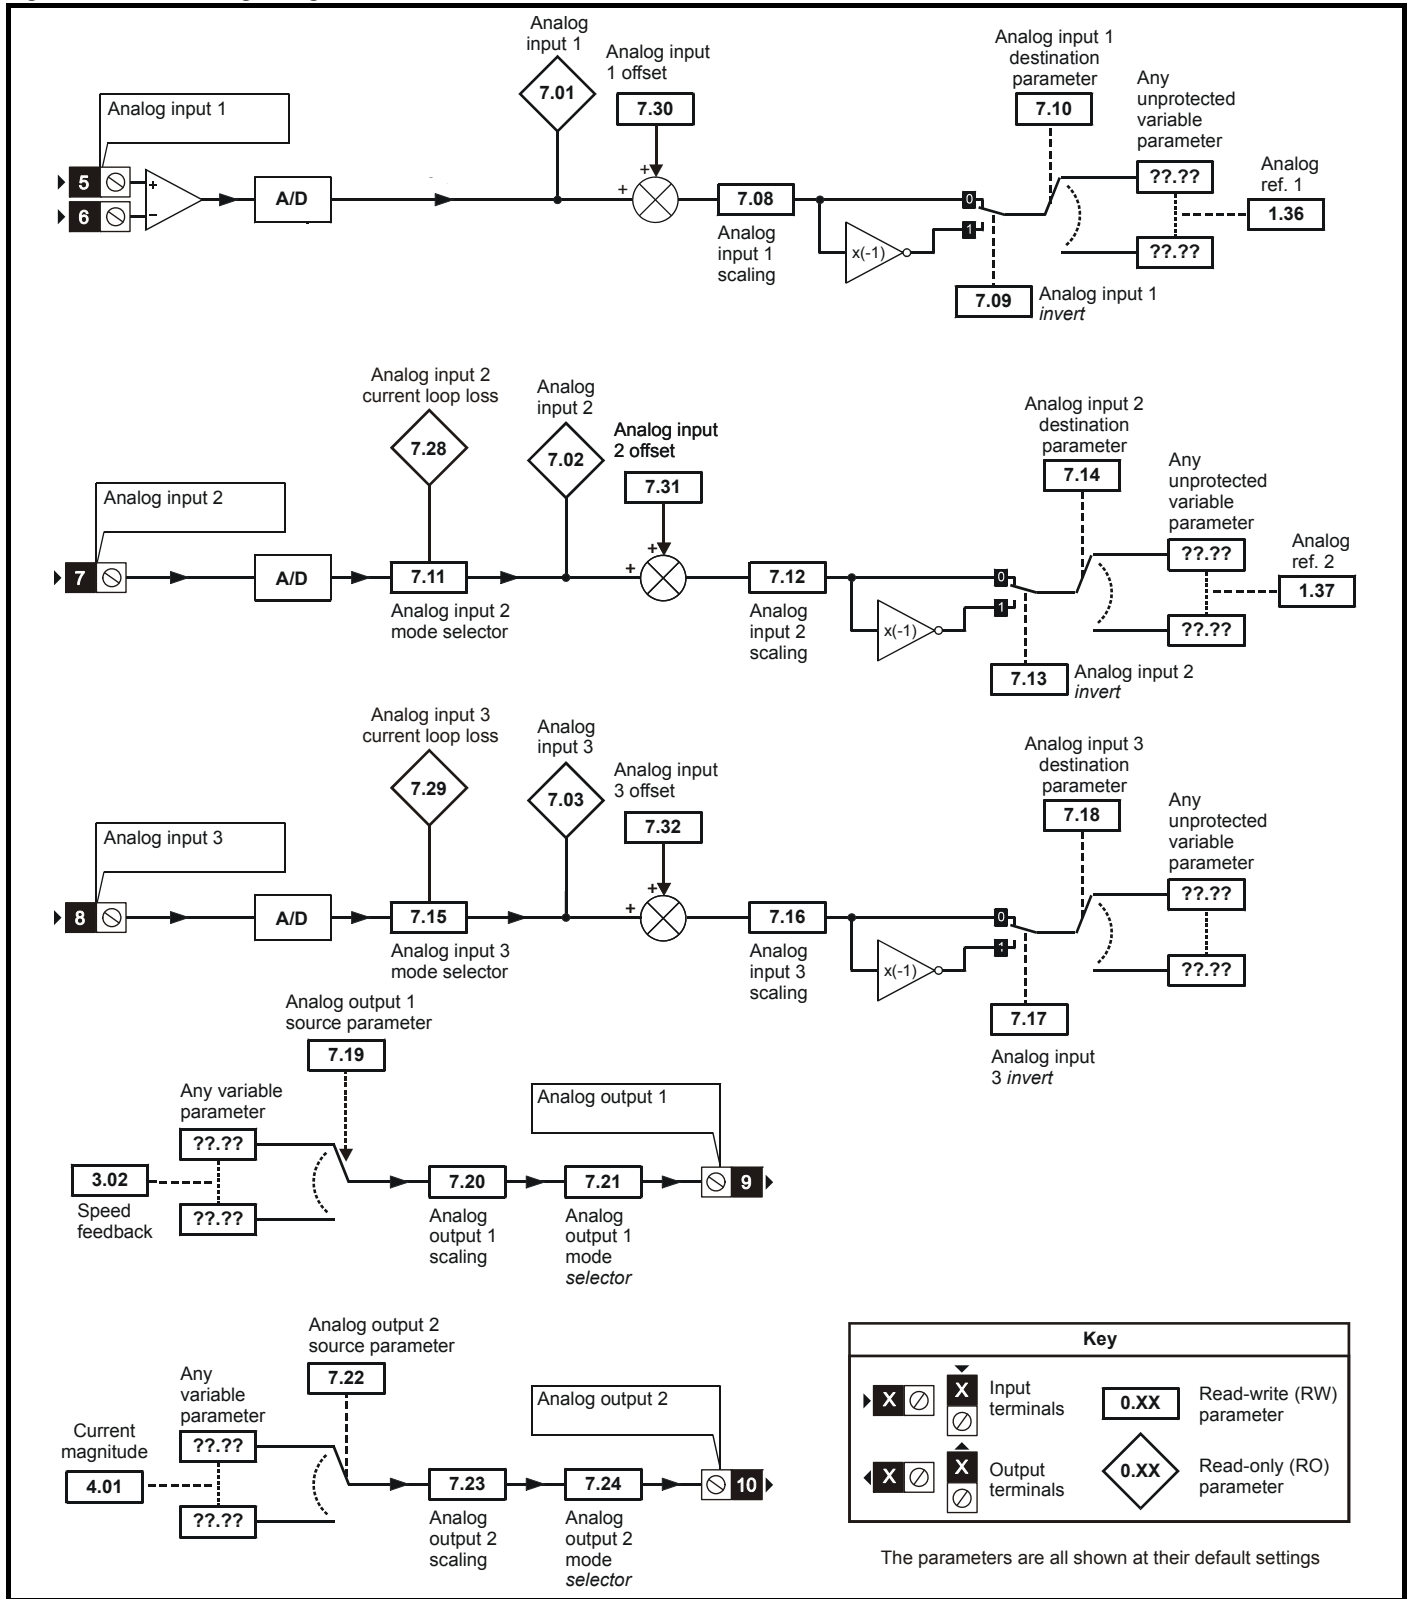 Analog
input 1
Analog input
1 offset
Analog input 1
destination
parameter
Any
unprotected
variable
parameter
Analog input 1
7.01
7.30
7.10
5
6
+
−
A/D
+
+
7.08
0
1
x(-1)
??.??
??.??
Analog
ref. 1
1.36
Analog
input 1
scaling
7.09
Analog input 1
invert
Analog input 2
current loop loss
Analog
input 2
Analog input
2 offset
Analog input 2
destination
parameter
Any
unprotected
variable
parameter
7.28
7.02
7.31
7.14
Analog input 2
7
A/D
7.11
+
+
7.12
0
1
x(-1)
??.??
??.??
Analog
ref. 2
1.37
Analog input 2
mode selector
Analog
input 2
scaling
7.13
Analog input 2
invert
Analog input 3
current loop loss
Analog
input 3
Analog input
3 offset
Analog input 3
destination
parameter
Any
unprotected
variable
parameter
7.29
7.03
7.32
7.18
Analog input 3
8
A/D
7.15
+
+
7.16
0
1
x(-1)
??.??
??.??
Analog input 3
mode selector
Analog
input 3
scaling
7.17
Analog input
3 invert
Analog output 1
source parameter
7.19
Any variable
parameter
??.??
??.??
3.02
Speed
feedback
7.20
Analog
output 1
scaling
7.21
Analog
output 1
mode
selector
Analog output 1
9
Analog output 2
source parameter
7.22
Any
variable
parameter
??.??
??.??
Current
magnitude
4.01
7.23
Analog
output 2
scaling
7.24
Analog
output 2
mode
selector
Analog output 2
10
Key
X
X
Input
terminals
0.XX
Read-write (RW)
parameter
X
X
Output
terminals
0.XX
Read-only (RO)
parameter
The parameters are all shown at their default settings